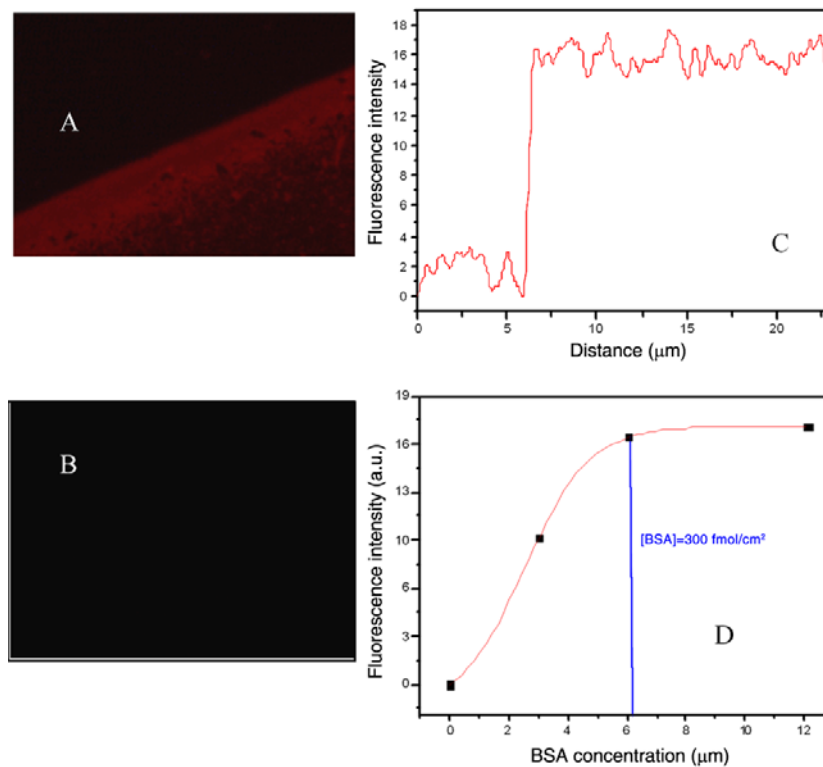 A
Fluorescence intensity
18
16
14
12
10
8
6
4
2
0
0 5 10 15 20
Distance (μm)
C
B
Fluorescence intensity (a.u.)
19
16
13
10
6
3
0
[BSA]=300 fmol/cm²
D
0 2 4 6 8 10 12
BSA concentration (μm)